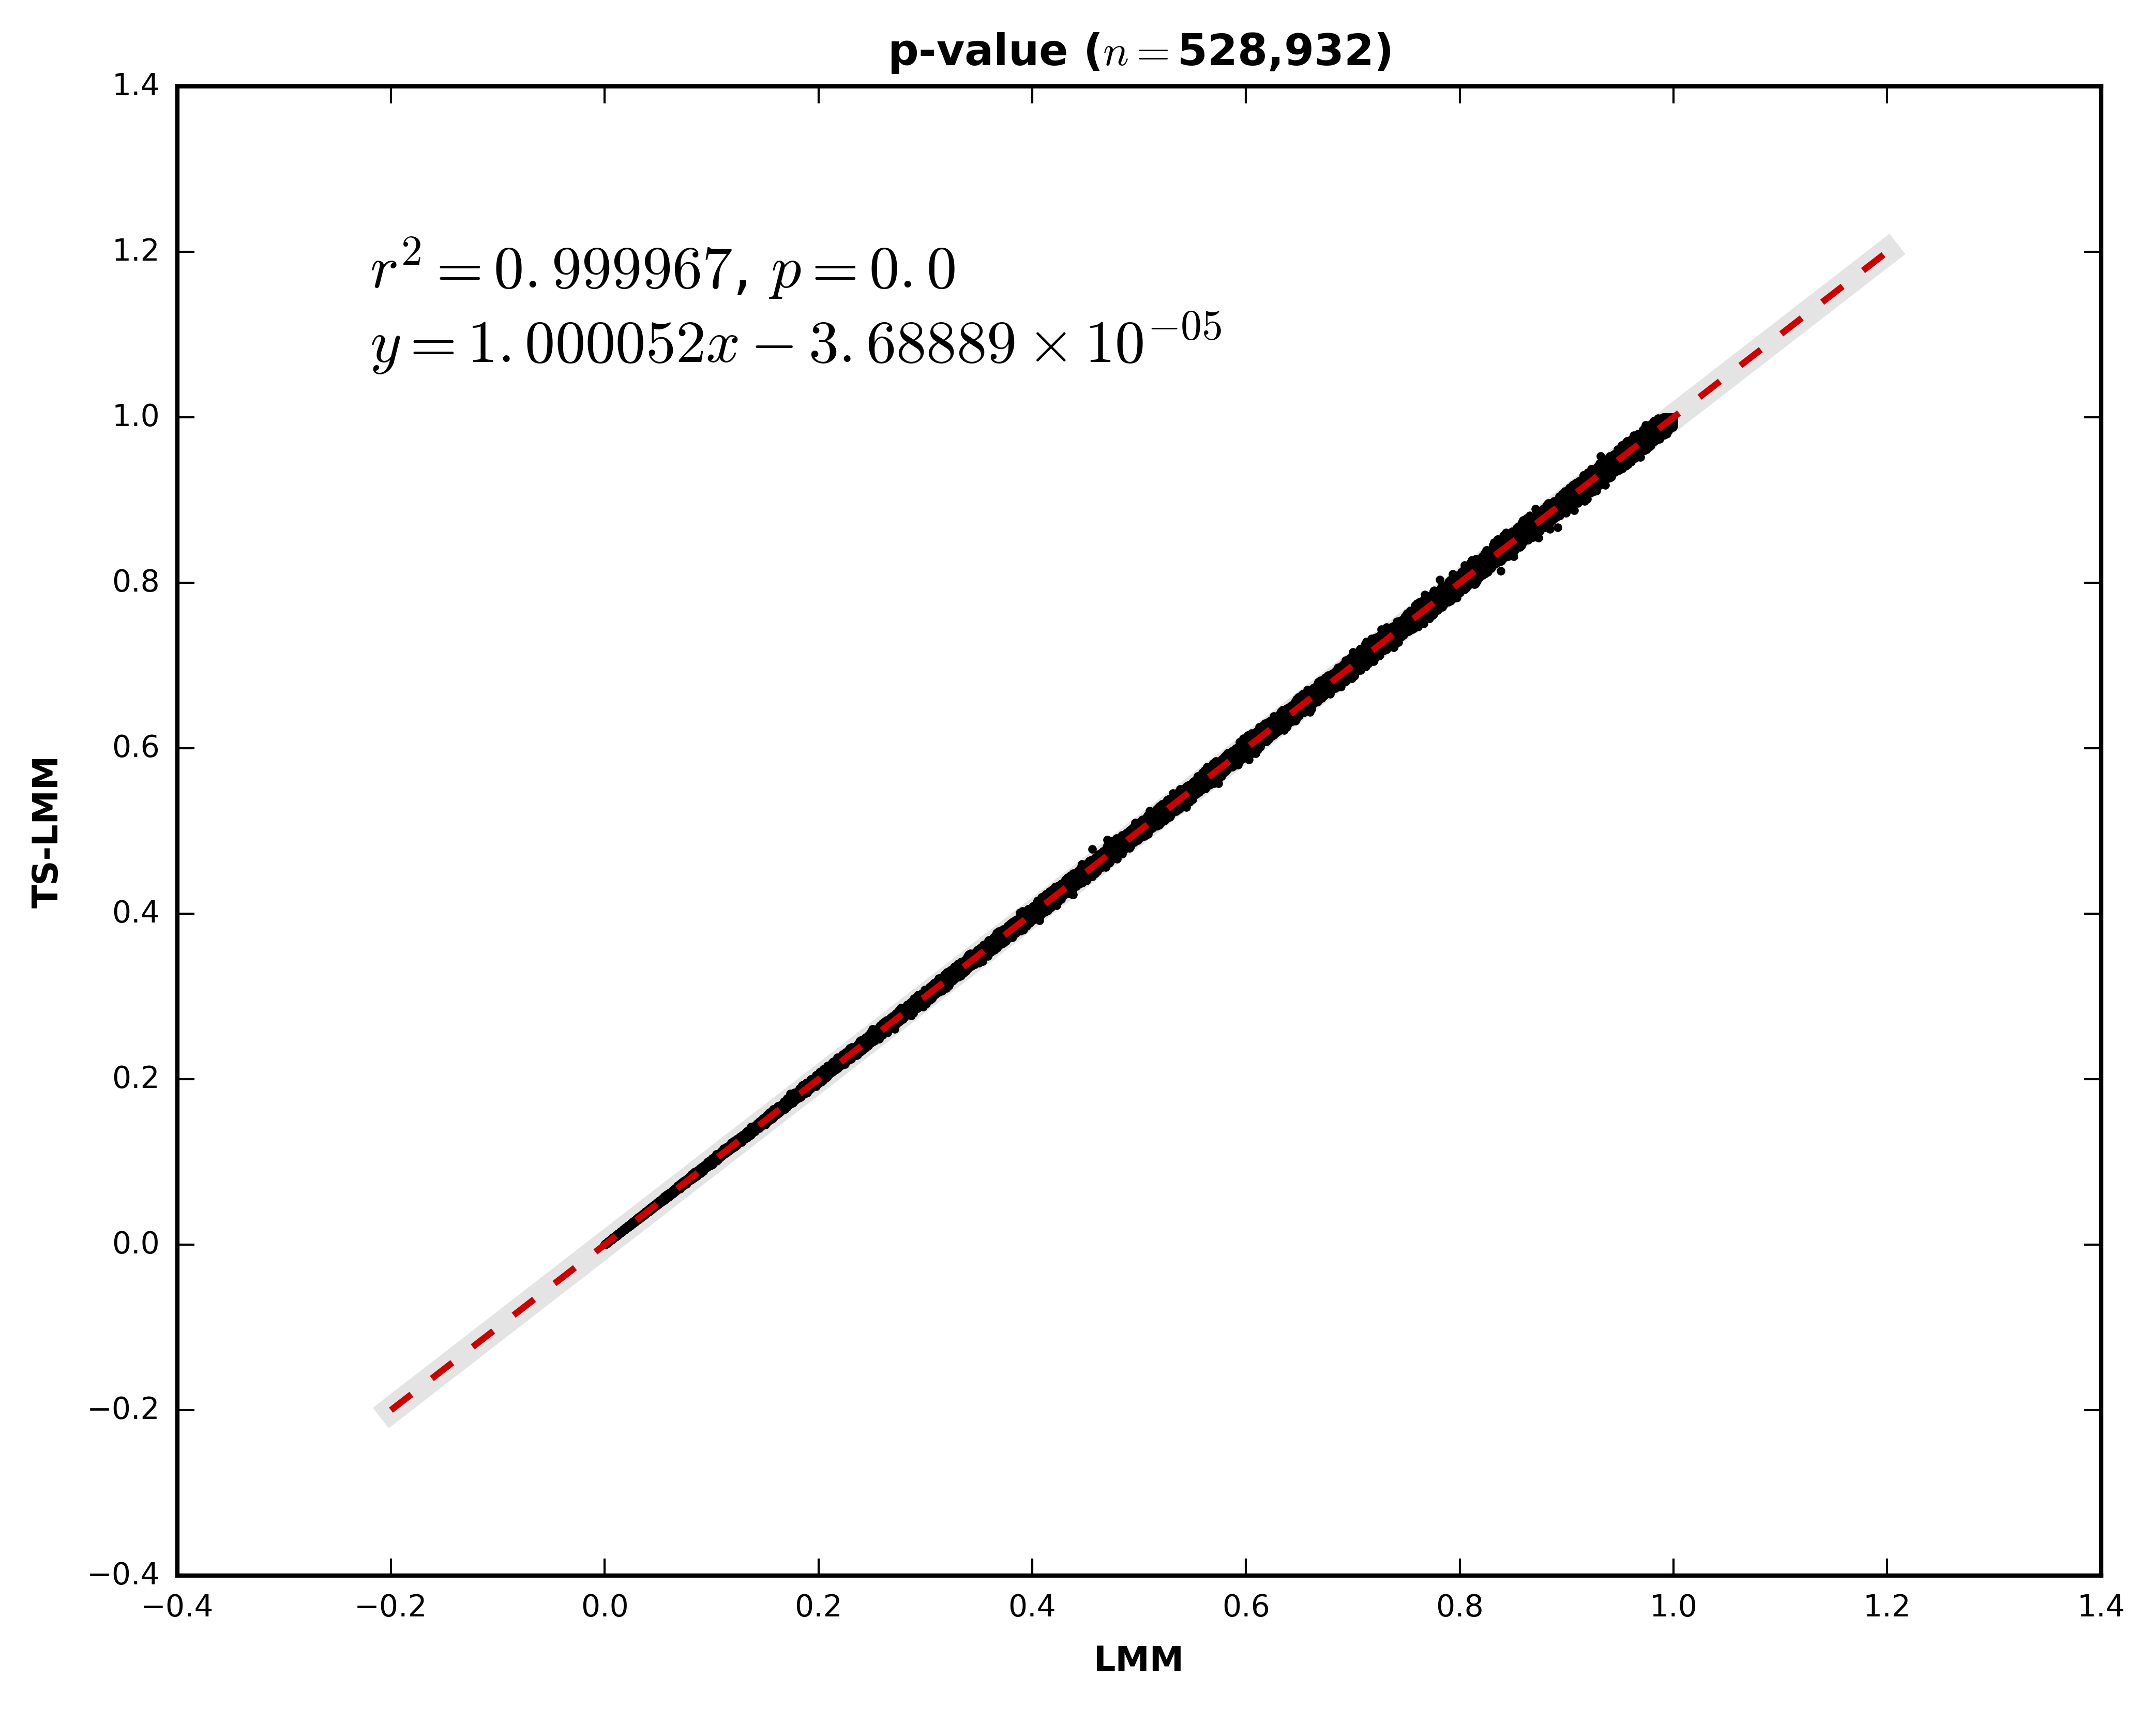 p-value (n = 528,932)
r² = 0.999967, p = 0.0
y = 1.000052x − 3.68889 × 10⁻⁰⁵
TS-LMM
1.4
1.2
1.0
0.8
0.6
0.4
0.2
0.0
−0.2
−0.4
−0.4 −0.2 0.0 0.2 0.4 0.6 0.8 1.0 1.2 1.4
LMM